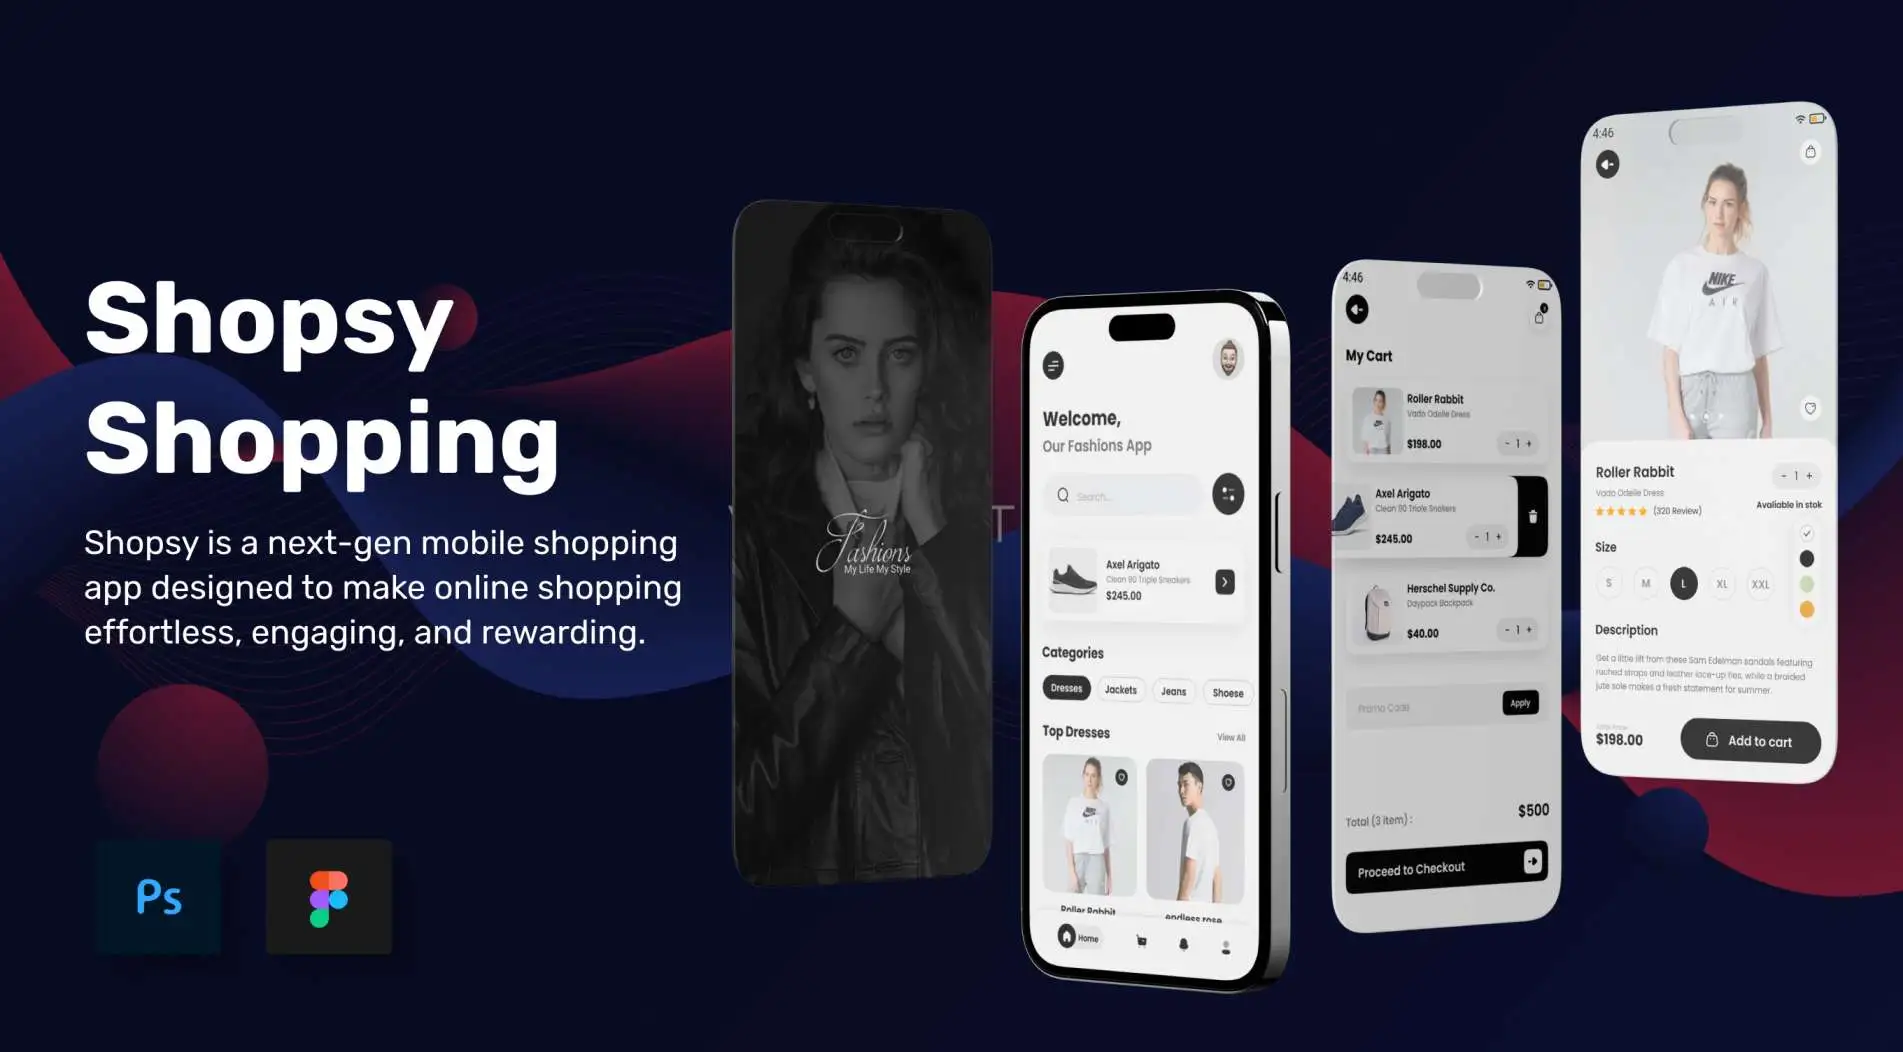 Shopsy
Shopping
Shopsy is a next-gen mobile shopping
app designed to make online shopping
effortless, engaging, and rewarding.
Ps
Fashions
My Life My Style
T
Welcome,
Our Fashions App
Search...
Axel Arigato
Clean 90 Triple Sneakers
$245.00
Categories
Dresses
Jackets
Jeans
Shoese
Top Dresses
View All
NIKE
Roller Rabbit
endless rose
Home
4:46
My Cart
Roller Rabbit
Vado Odelle Dress
$198.00
- 1 +
Axel Arigato
Clean 90 Triole Snakers
$245.00
- 1 +
Herschel Supply Co.
Daypack Backpack
$40.00
- 1 +
Promo Code
Apply
Total (3 item) :
$500
Proceed to Checkout
4:46
NIKE
AIR
Roller Rabbit
- 1 +
Vado Odelle Dress
(320 Review)
Avaliable in stok
Size
S
M
L
XL
XXL
Description
Get a little lift from these Sam Edelman sandals featuring
ruched straps and leather lace-up ties, while a braided
jute sole makes a fresh statement for summer.
$198.00
Add to cart